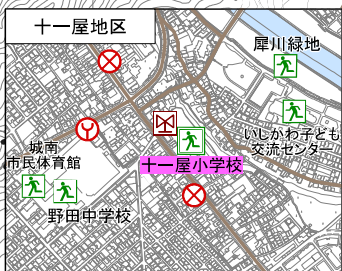 十一屋地区
犀川緑地
いしかわ子ども
交流センター
城南
市民体育館
十一屋小学校
野田中学校